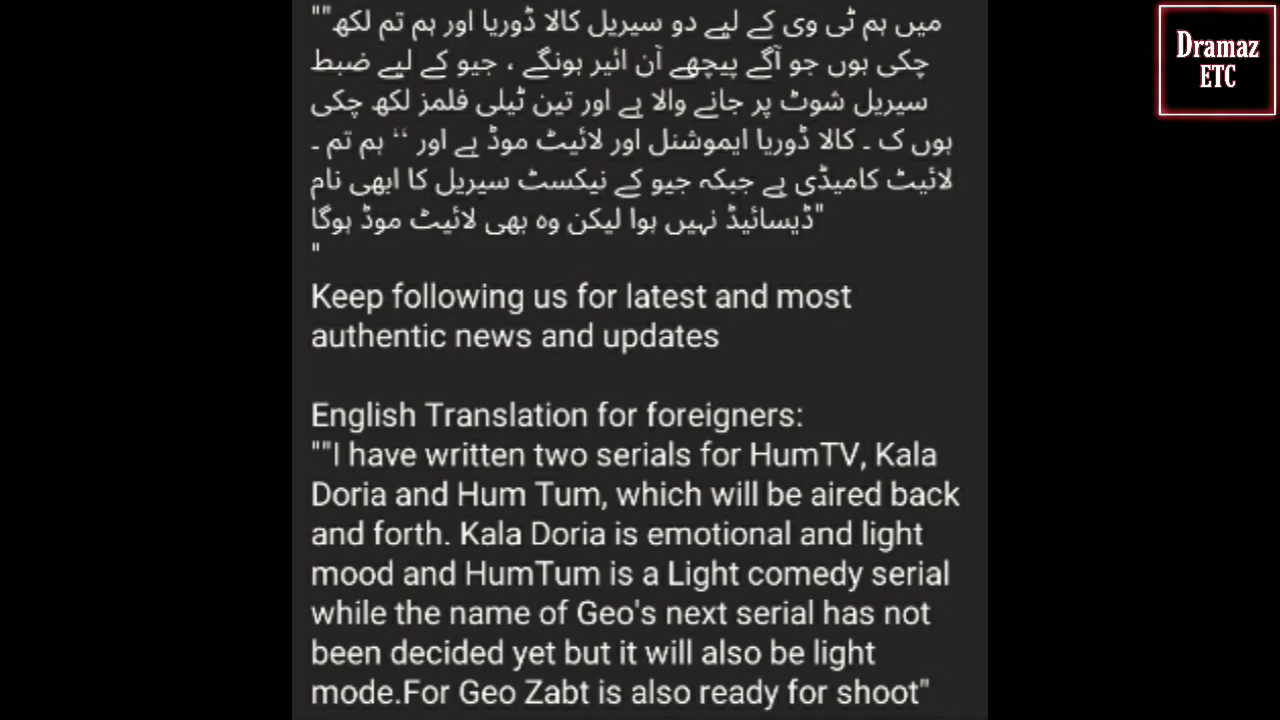 ""میں ہم ٹی وی کے لیے دو سیریل کالا ڈوریا اور ہم تم لکھ
چکی ہوں جو آگے پیچھے آن ائیر ہونگے ، جیو کے لیے ضبط
سیریل شوٹ پر جانے والا ہے اور تین ٹیلی فلمز لکھ چکی
ہوں ک ۔ کالا ڈوریا ایموشنل اور لائیٹ موڈ ہے اور “ ہم تم ۔
لائیٹ کامیڈی ہے جبکہ جیو کے نیکسٹ سیریل کا ابھی نام
ڈیسائیڈ نہیں ہوا لیکن وہ بھی لائیٹ موڈ ہوگا"
"
Keep following us for latest and most
authentic news and updates
English Translation for foreigners:
""I have written two serials for HumTV, Kala
Doria and Hum Tum, which will be aired back
and forth. Kala Doria is emotional and light
mood and HumTum is a Light comedy serial
while the name of Geo's next serial has not
been decided yet but it will also be light
mode.For Geo Zabt is also ready for shoot"
Dramaz
ETC